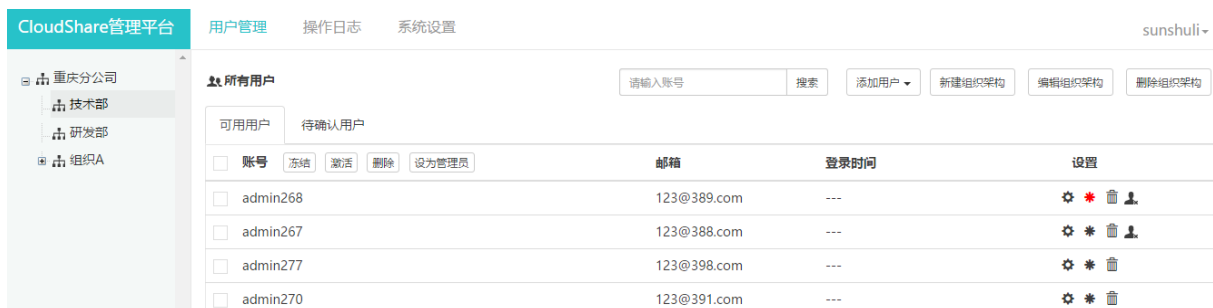 CloudShare管理平台 用户管理 操作日志 系统设置 sunshuli
重庆分公司
技术部
研发部
组织A
所有用户 请输入账号 搜索 添加用户 新建组织架构 编辑组织架构 删除组织架构
可用用户 待确认用户
账号 冻结 激活 删除 设为管理员 邮箱 登录时间 设置
admin268 123@389.com ---
admin267 123@388.com ---
admin277 123@398.com ---
admin270 123@391.com ---